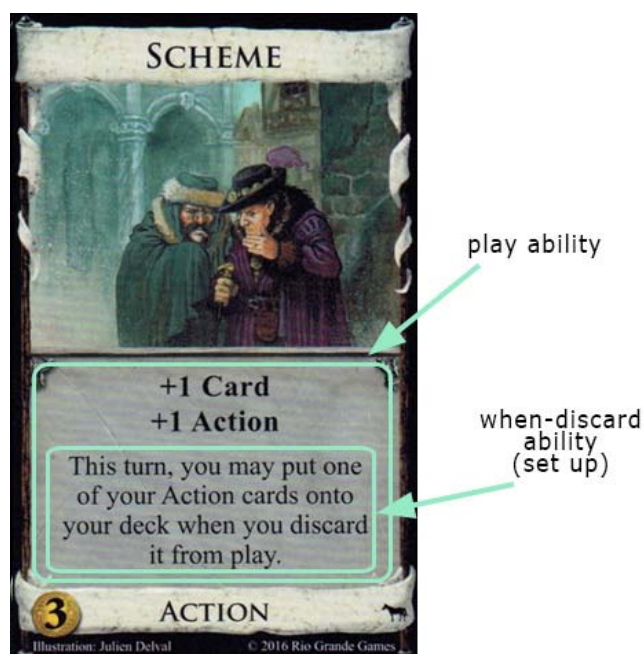 SCHEME
play ability
+1 Card
+1 Action
when-discard
ability
(set up)
This turn, you may put one
of your Action cards onto
your deck when you discard
it from play.
3
ACTION
Illustration: Julien Delval
© 2016 Rio Grande Games